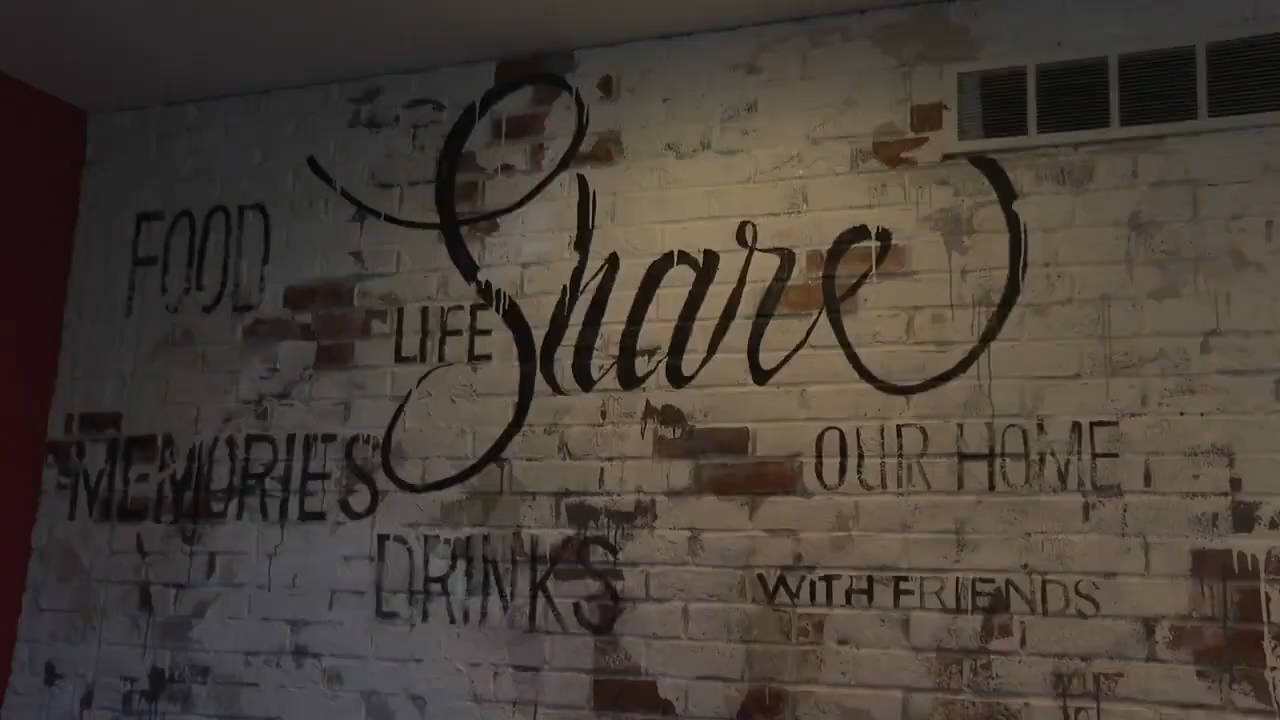 Share
FOOD
LIFE
MEMORIES
OUR HOME
DRINKS
WITH FRIENDS